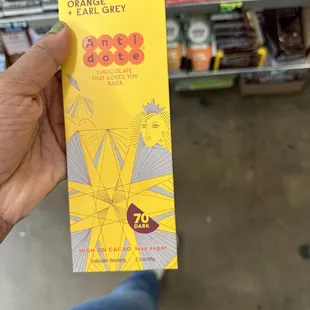 ORANGE
+ EARL GREY
Anti
dote
CHOCOLATE
THAT LOVES YOU
BACK
70
DARK
HIGH ON CACAO less sugar